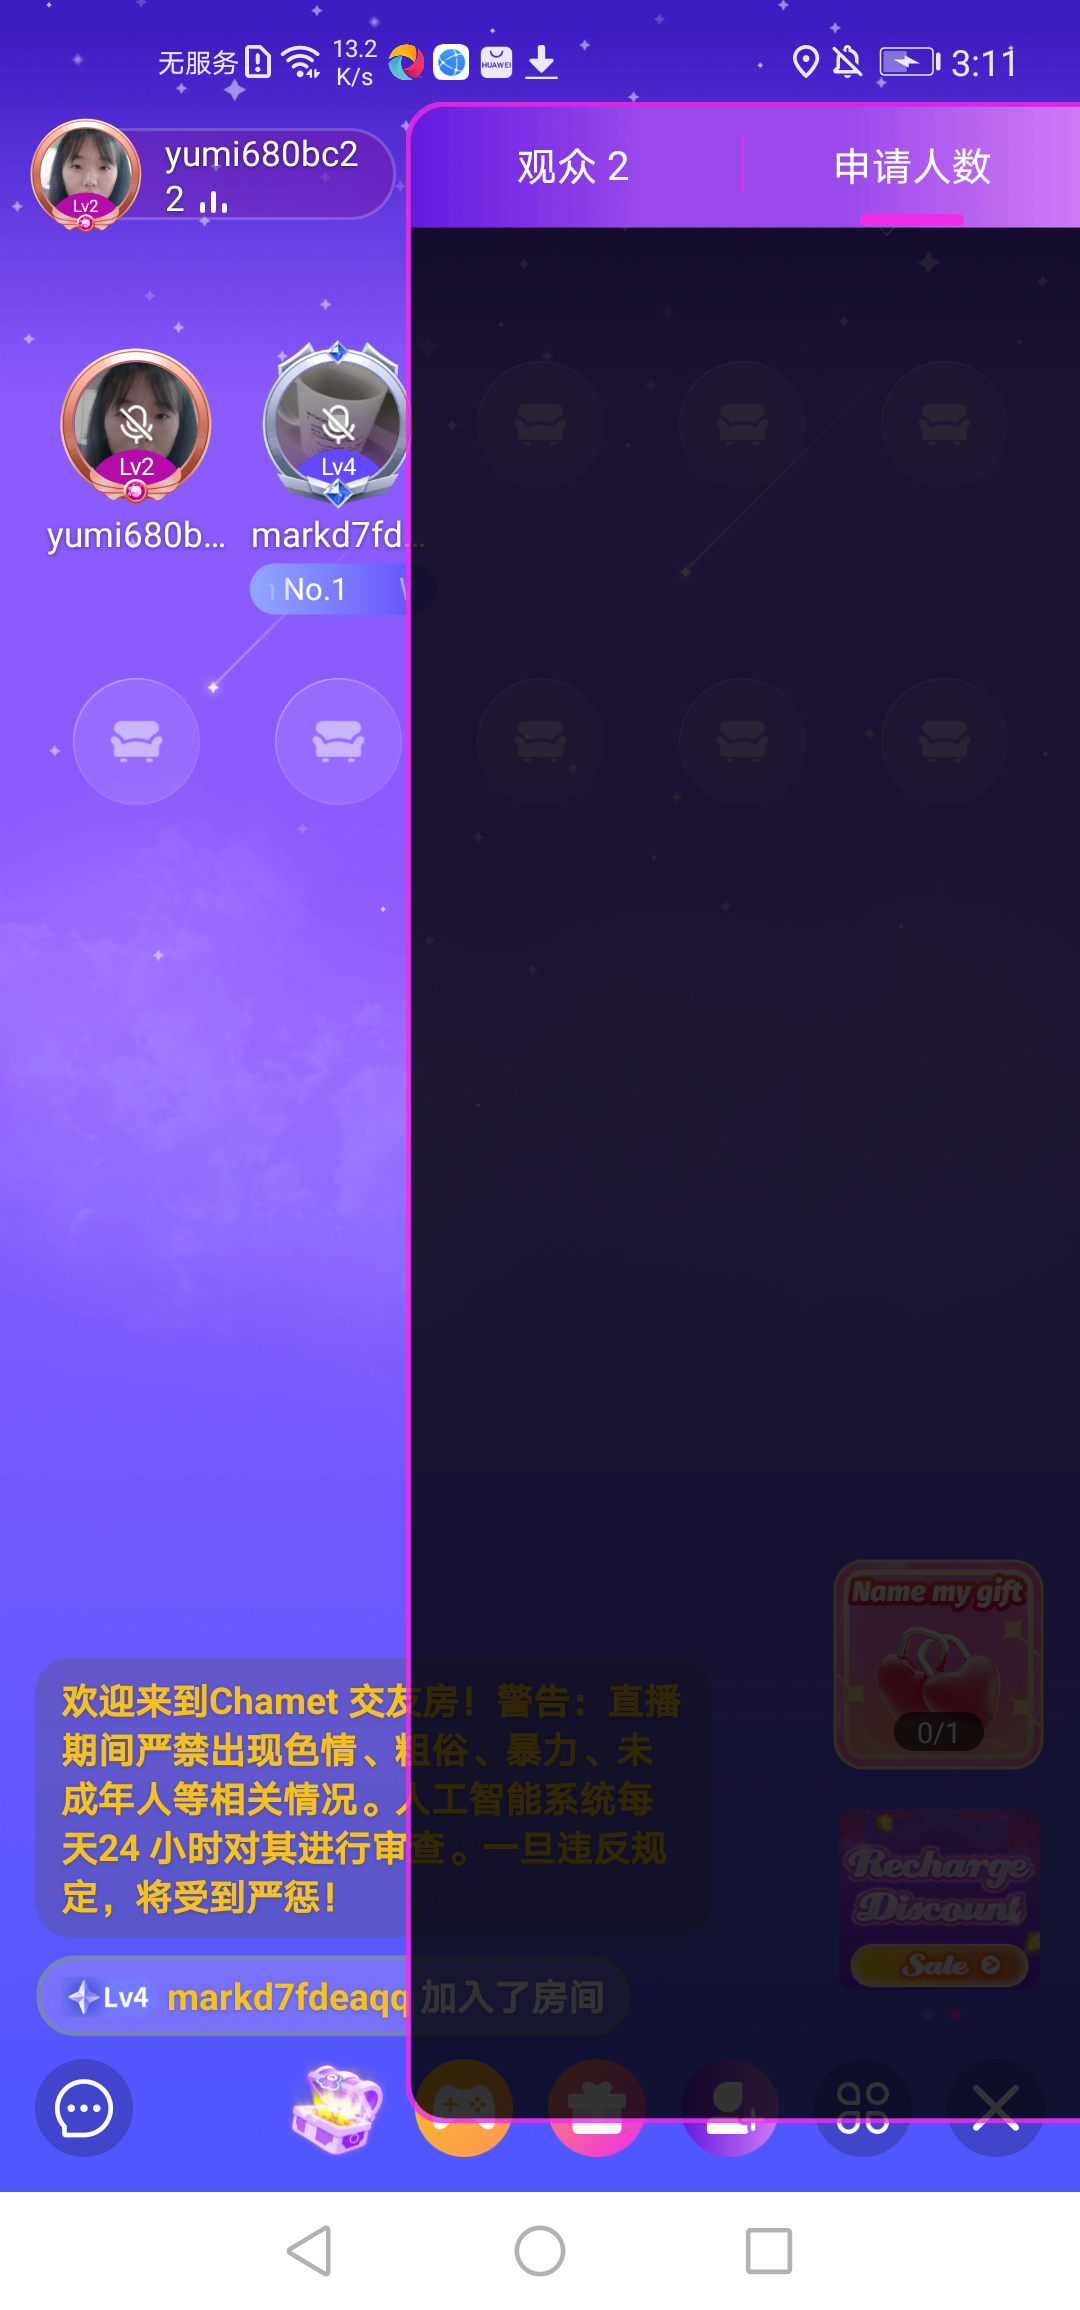 无服务
13.2
K/s
HUAWEI
3:11
yumi680bc2
2
Lv2
观众 2
申请人数
Lv2
Lv4
yumi680b...
markd7fd...
No.1
Name my gift
0/1
欢迎来到Chamet 交友房！警告：直播
期间严禁出现色情、粗俗、暴力、未
成年人等相关情况。人工智能系统每
天24 小时对其进行审查。一旦违反规
定，将受到严惩！
Recharge
Discount
Sale
Lv4 markd7fdeaqq 加入了房间